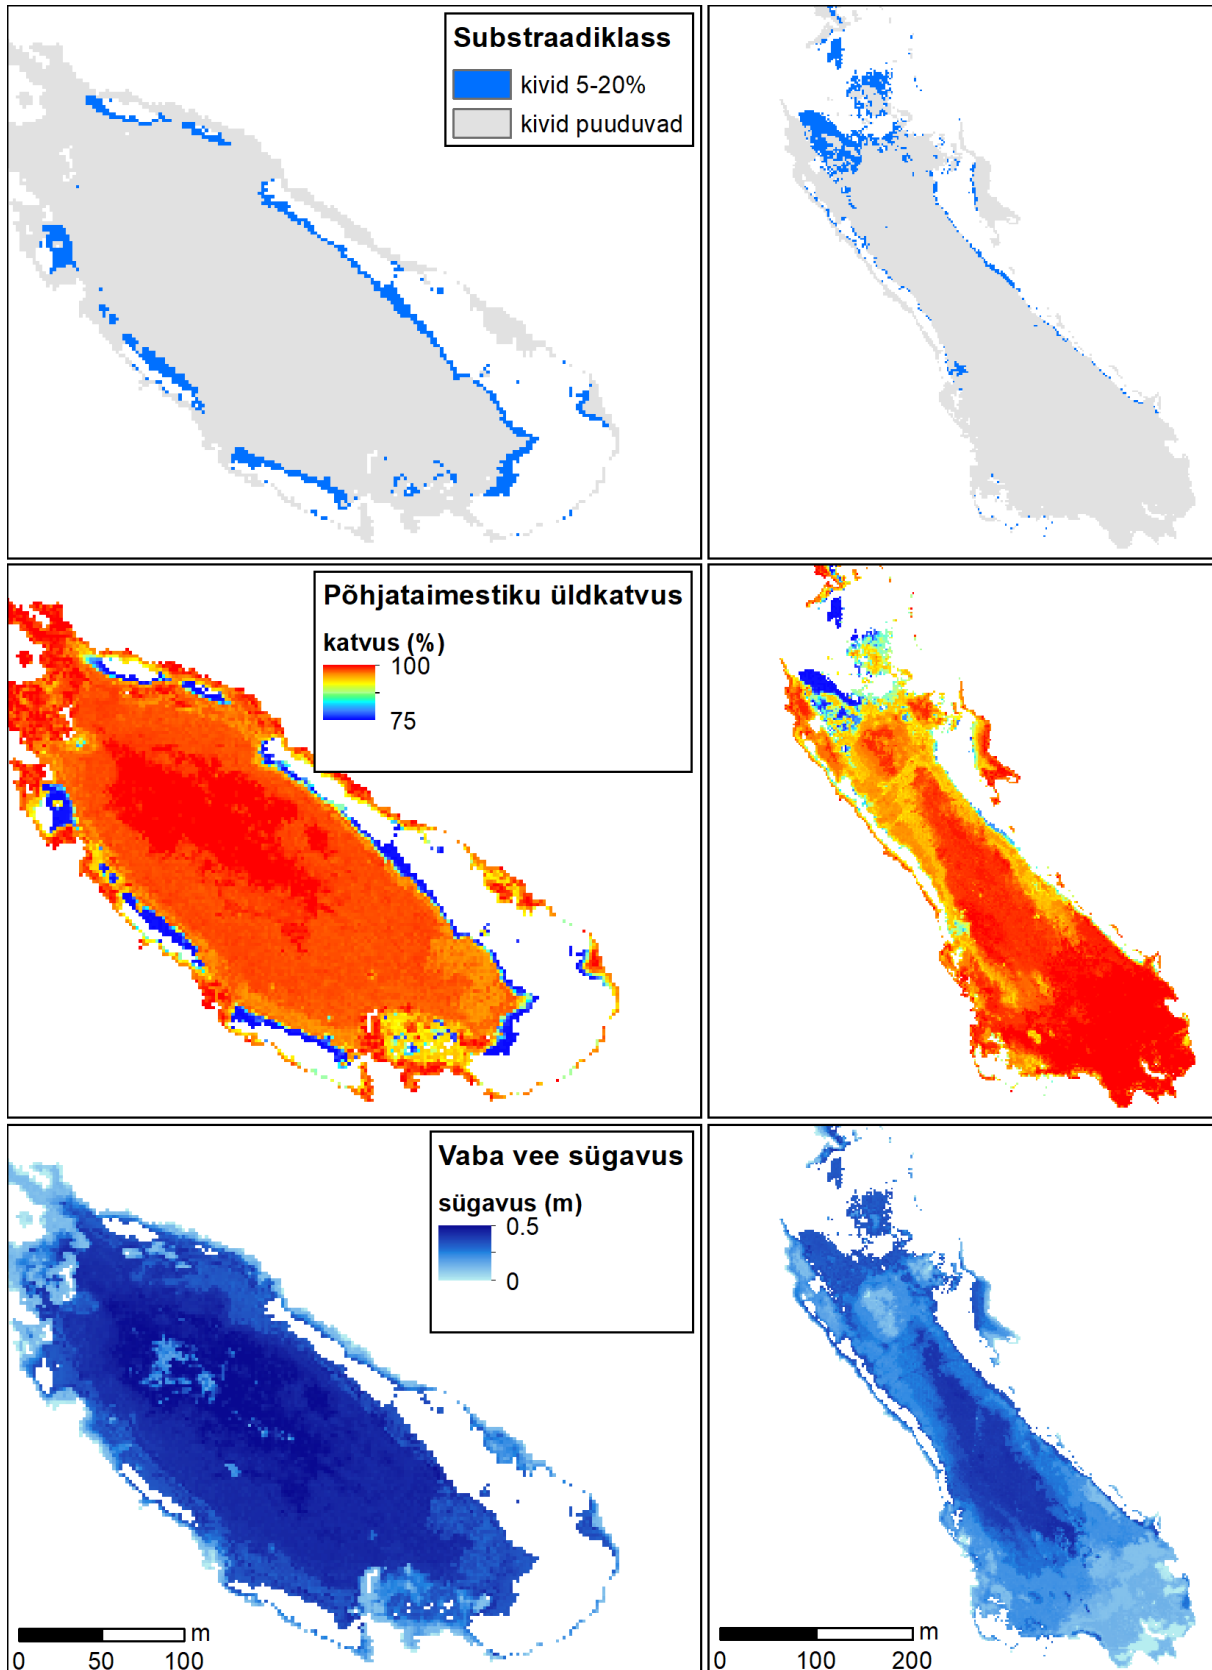 Substraadiklass
kivid 5-20%
kivid puuduvad
Põhjataimestiku üldkatvus
katvus (%)
100
75
Vaba vee sügavus
sügavus (m)
0.5
0
m
0 50 100
m
0 100 200